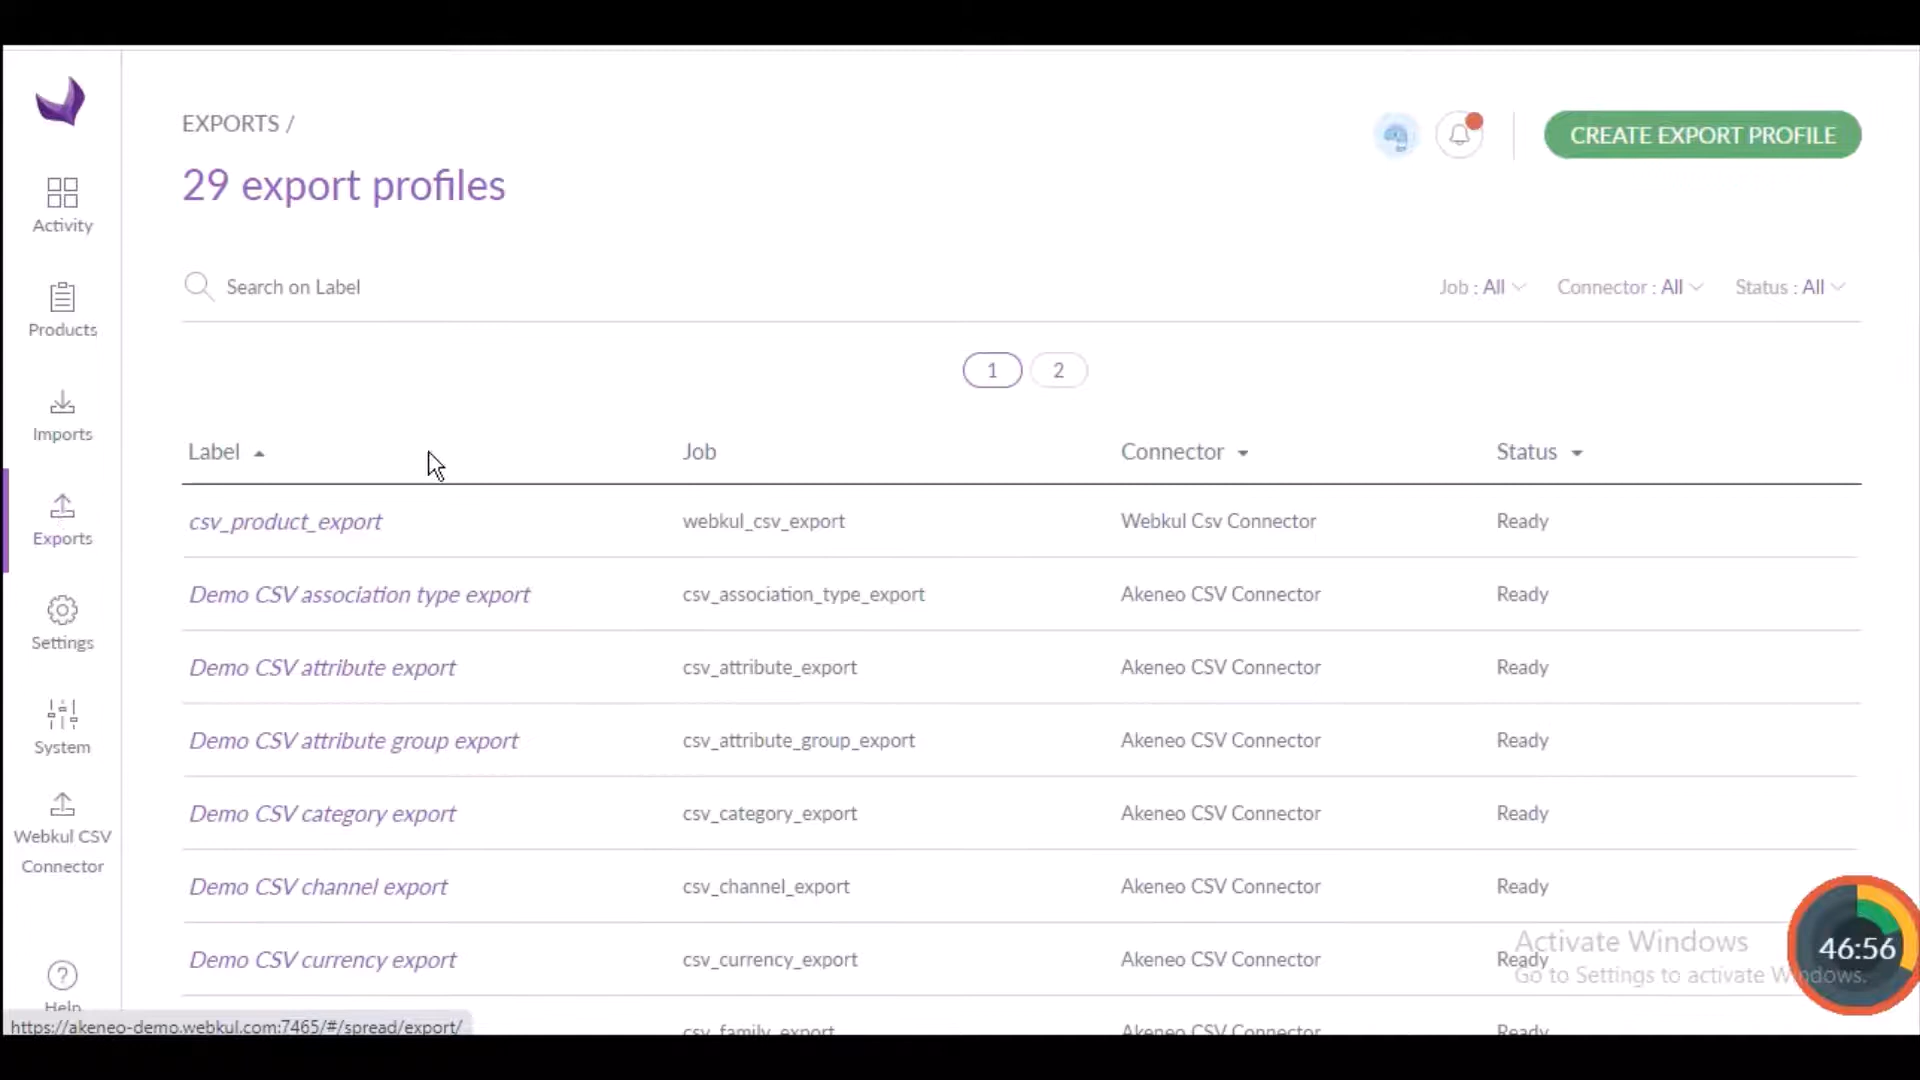 EXPORTS /
CREATE EXPORT PROFILE
29 export profiles
Search on Label
Job : All
Connector : All
Status : All
1
2
Label
Job
Connector
Status
csv_product_export
webkul_csv_export
Webkul Csv Connector
Ready
Demo CSV association type export
csv_association_type_export
Akeneo CSV Connector
Ready
Demo CSV attribute export
csv_attribute_export
Akeneo CSV Connector
Ready
Demo CSV attribute group export
csv_attribute_group_export
Akeneo CSV Connector
Ready
Demo CSV category export
csv_category_export
Akeneo CSV Connector
Ready
Demo CSV channel export
csv_channel_export
Akeneo CSV Connector
Ready
Demo CSV currency export
csv_currency_export
Akeneo CSV Connector
Ready
csv_family_export
Akeneo CSV Connector
Ready
Activity
Products
Imports
Exports
Settings
System
Webkul CSV
Connector
Help
https://akeneo-demo.webkul.com:7465/#/spread/export/
Activate Windows
Go to Settings to activate Windows.
46:56